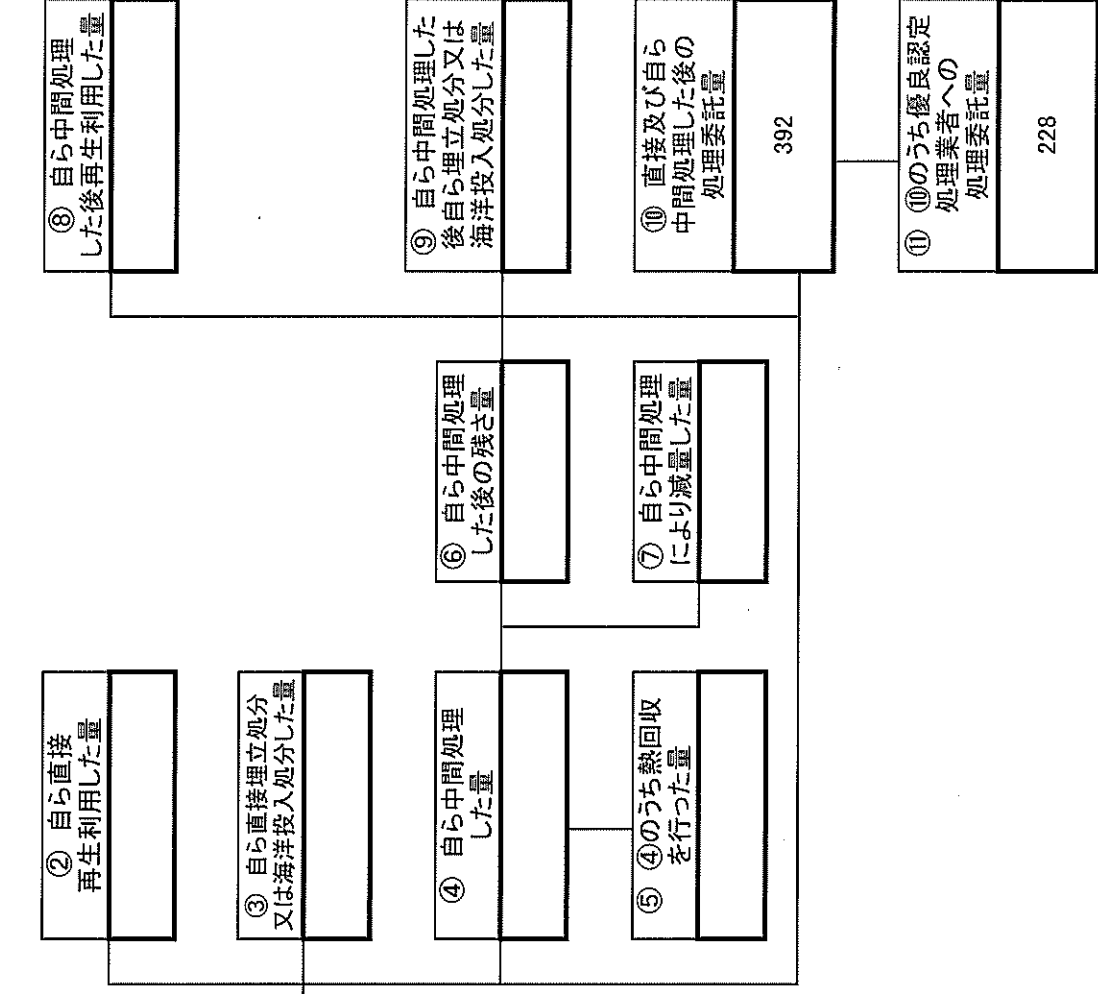 ② 自ら直接
再生利用した量
③ 自ら直接埋立処分
又は海洋投入処分した量
④ 自ら中間処理
した量
⑤ ④のうち熱回収
を行った量
⑥ 自ら中間処理
した後の残さ量
⑦ 自ら中間処理
により減量した量
⑧ 自ら中間処理
した後再生利用した量
⑨ 自ら中間処理した
後自ら埋立処分又は
海洋投入処分した量
⑩ 直接及び自ら
中間処理した後の
処理委託量
392
⑪ ⑩のうち優良認定
処理業者への
処理委託量
228